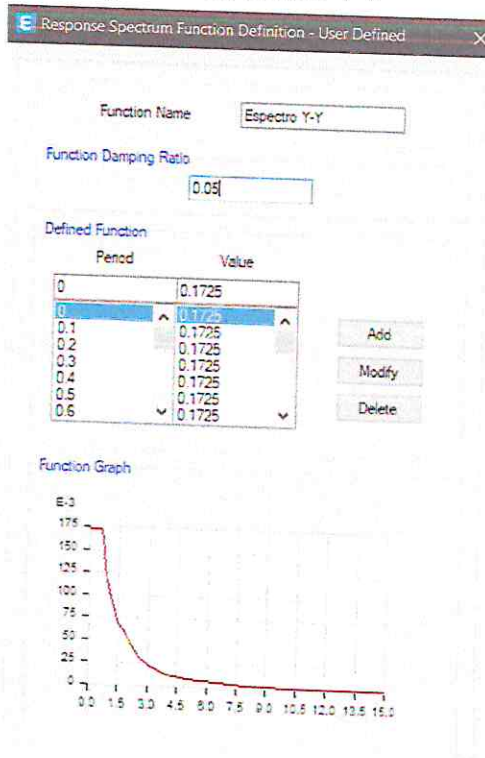 E Response Spectrum Function Definition - User Defined X
Function Name Espectro Y-Y
Function Damping Ratio
0.05
Defined Function
Period Value
0 0.1725
0 0.1725
0.1 0.1725
0.2 0.1725
0.3 0.1725
0.4 0.1725
0.5 0.1725
0.6 0.1725
Add
Modify
Delete
Function Graph
E-3
175
150
125
100
75
50
25
0
0.0 1.5 3.0 4.5 6.0 7.5 9.0 10.5 12.0 13.5 15.0